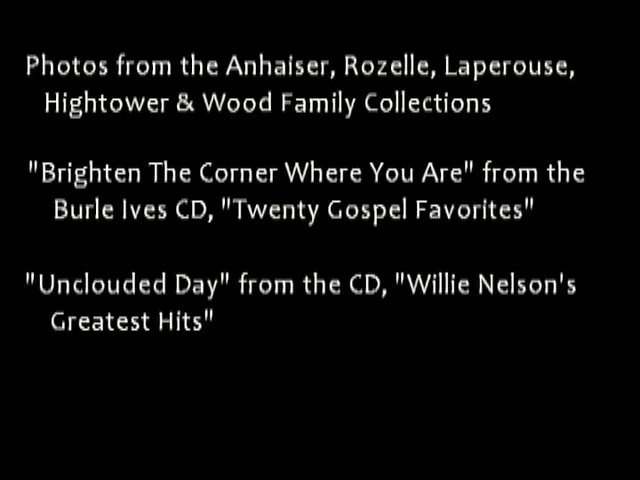 Photos from the Anhaiser, Rozelle, Laperouse,
Hightower & Wood Family Collections
"Brighten The Corner Where You Are" from the
Burle Ives CD, "Twenty Gospel Favorites"
"Unclouded Day" from the CD, "Willie Nelson's
Greatest Hits"